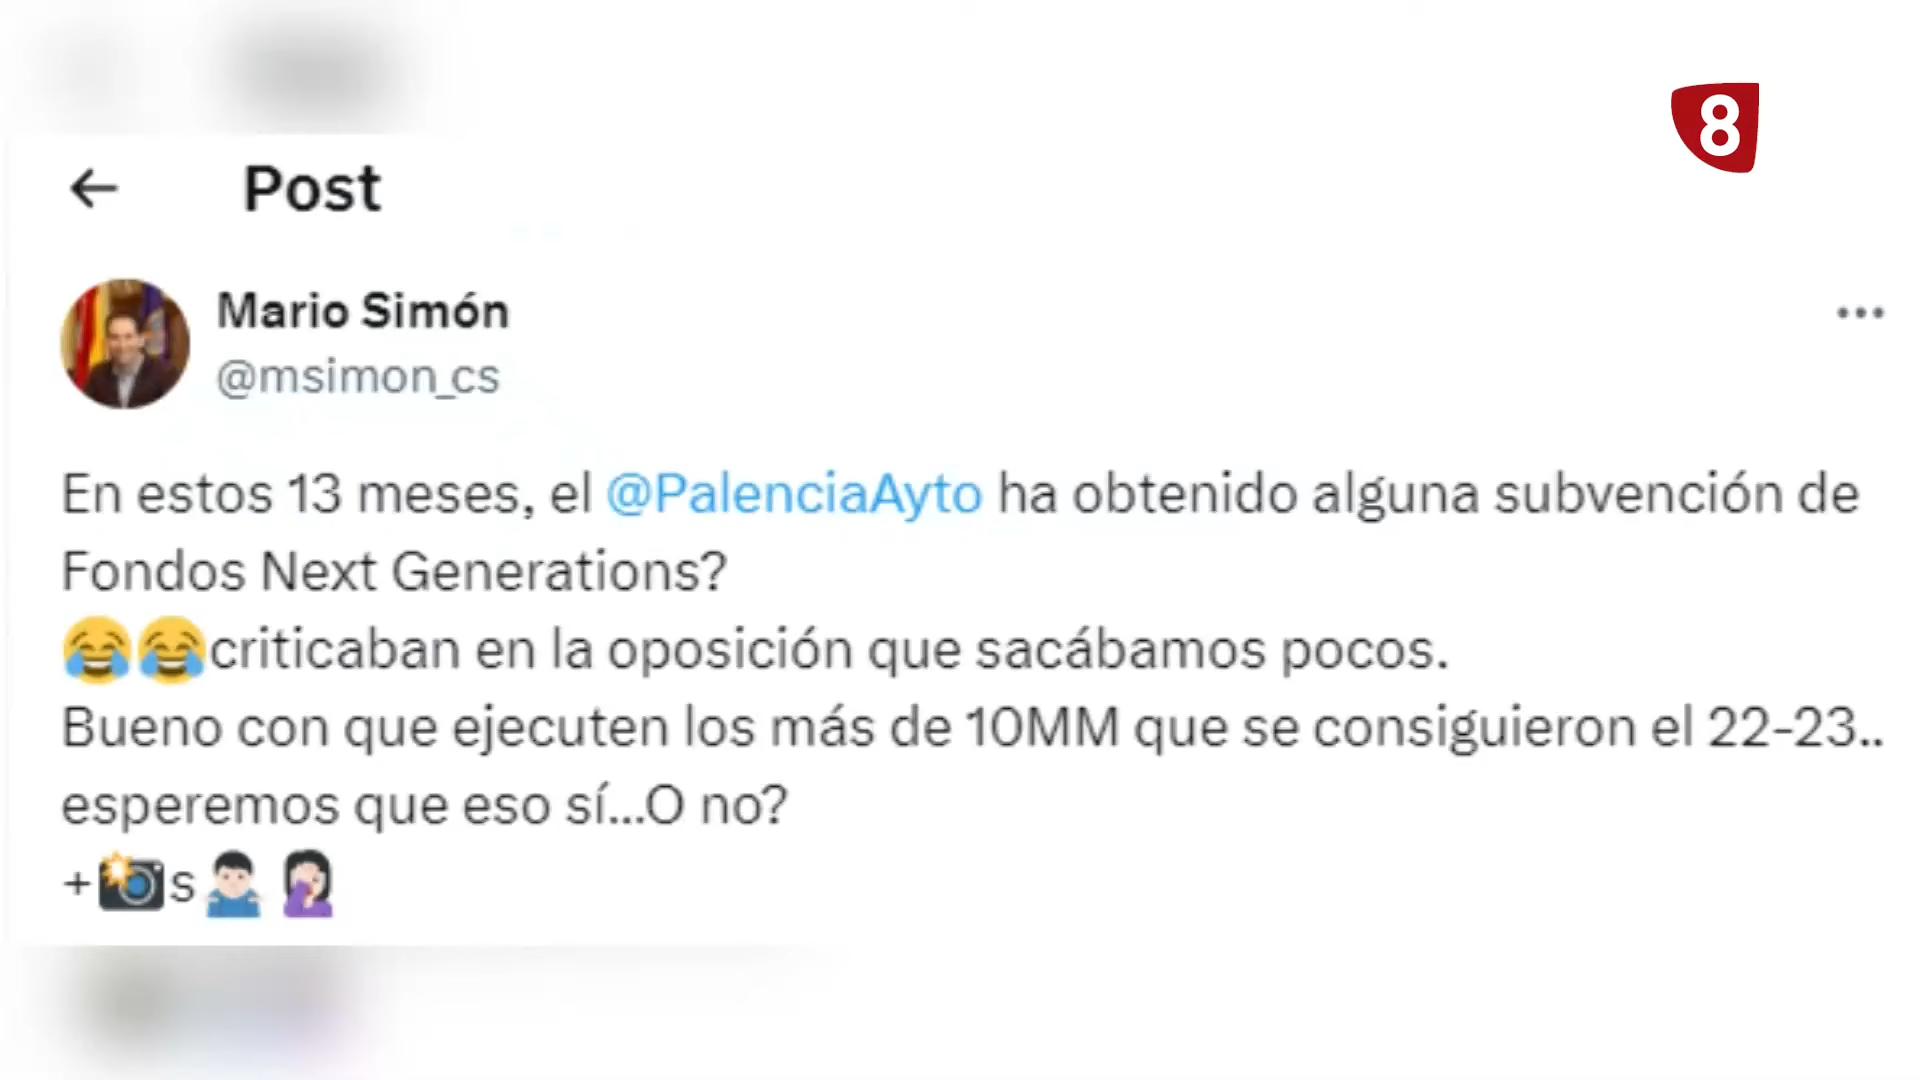 8
Post
Mario Simón
@msimon_cs
En estos 13 meses, el @PalenciaAyto ha obtenido alguna subvención de
Fondos Next Generations?
😂😂criticaban en la oposición que sacábamos pocos.
Bueno con que ejecuten los más de 10MM que se consiguieron el 22-23..
esperemos que eso sí...O no?
+📸s🙎🏻‍♂️🤦🏻‍♀️